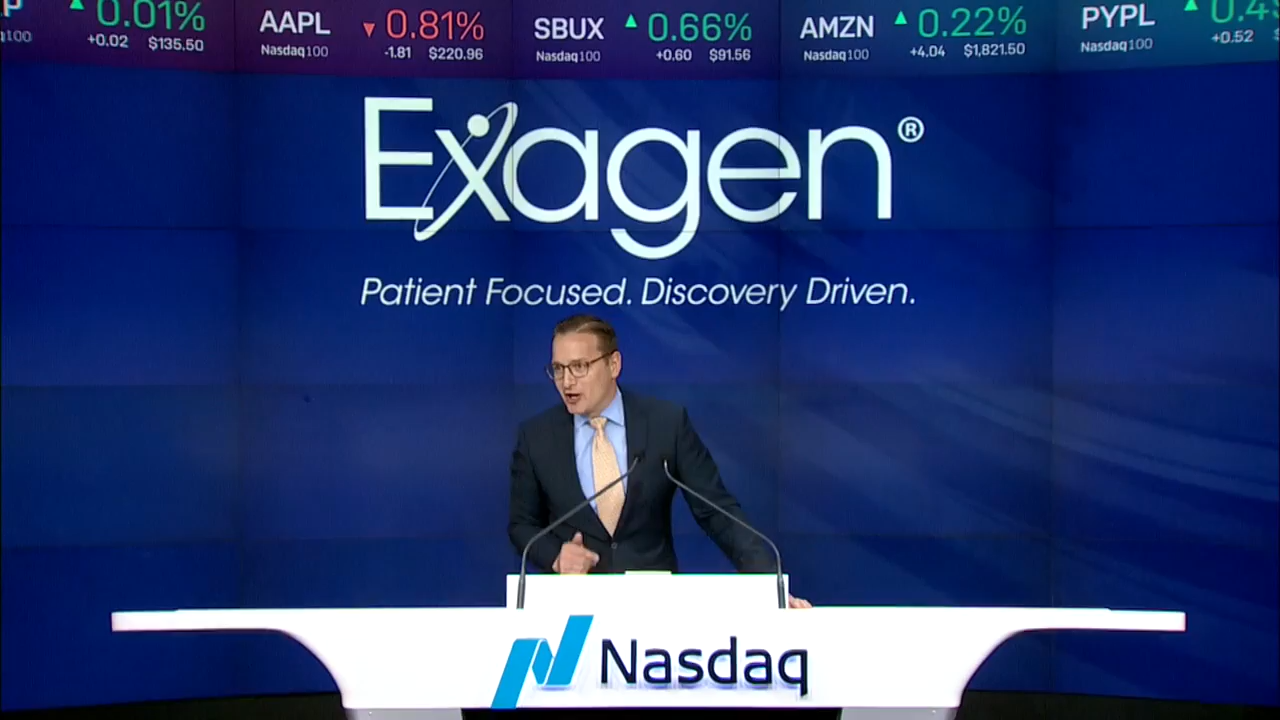 P ▲ 0.01% AAPL ▼ 0.81% SBUX ▲ 0.66% AMZN ▲ 0.22% PYPL ▲
100 +0.02 $135.50 Nasdaq100 -1.81 $220.96 Nasdaq100 +0.60 $91.56 Nasdaq100 +4.04 $1,821.50 Nasdaq100 +0.52
Exagen®
Patient Focused. Discovery Driven.
Nasdaq